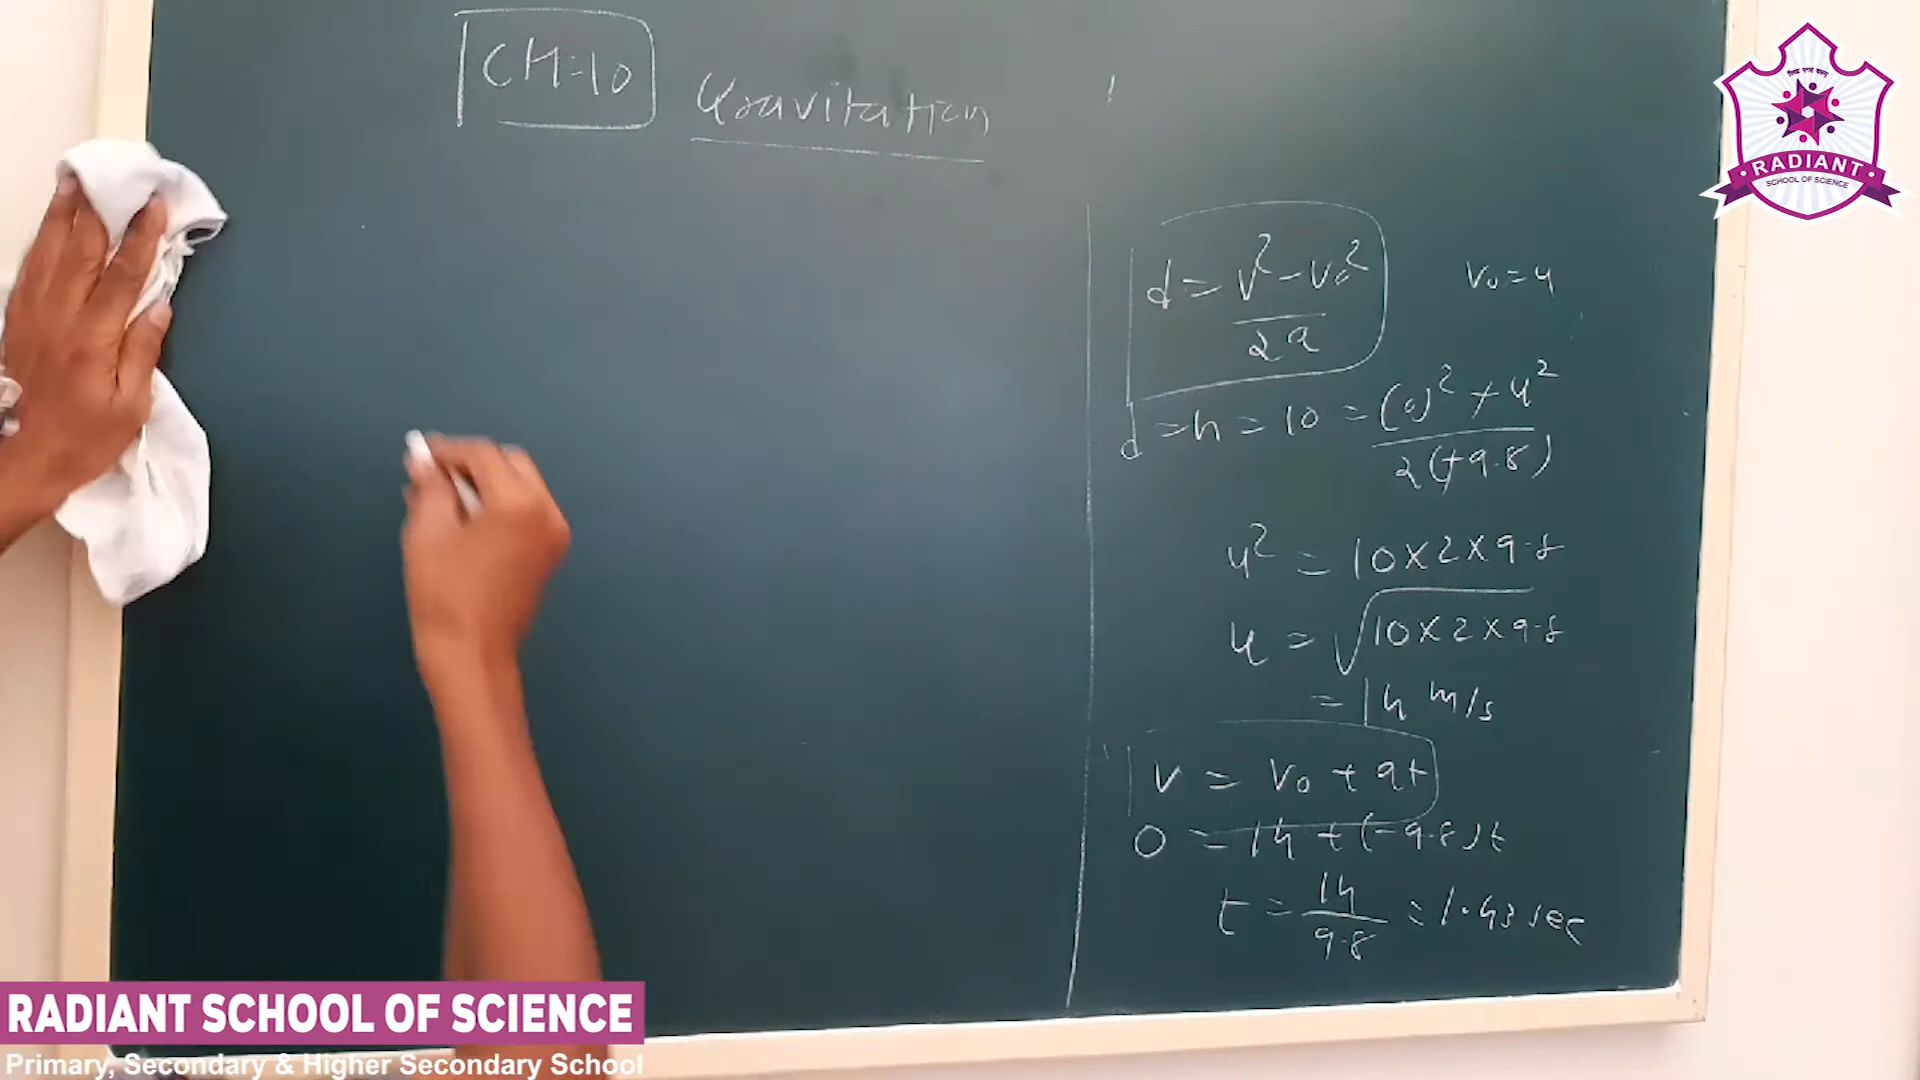 CH=10 Gravitation
d = v² - v₀² / 2a
v₀ = u
d = h = 10 = (0)² + u² / 2(+9.8)
u² = 10 × 2 × 9.8
u = √10 × 2 × 9.8
= 14 m/s
v = v₀ + at
0 = 14 + (-9.8)t
t = 14 / 9.8 = 1.43 sec
RADIANT
SCHOOL OF SCIENCE
RADIANT SCHOOL OF SCIENCE
Primary, Secondary & Higher Secondary School